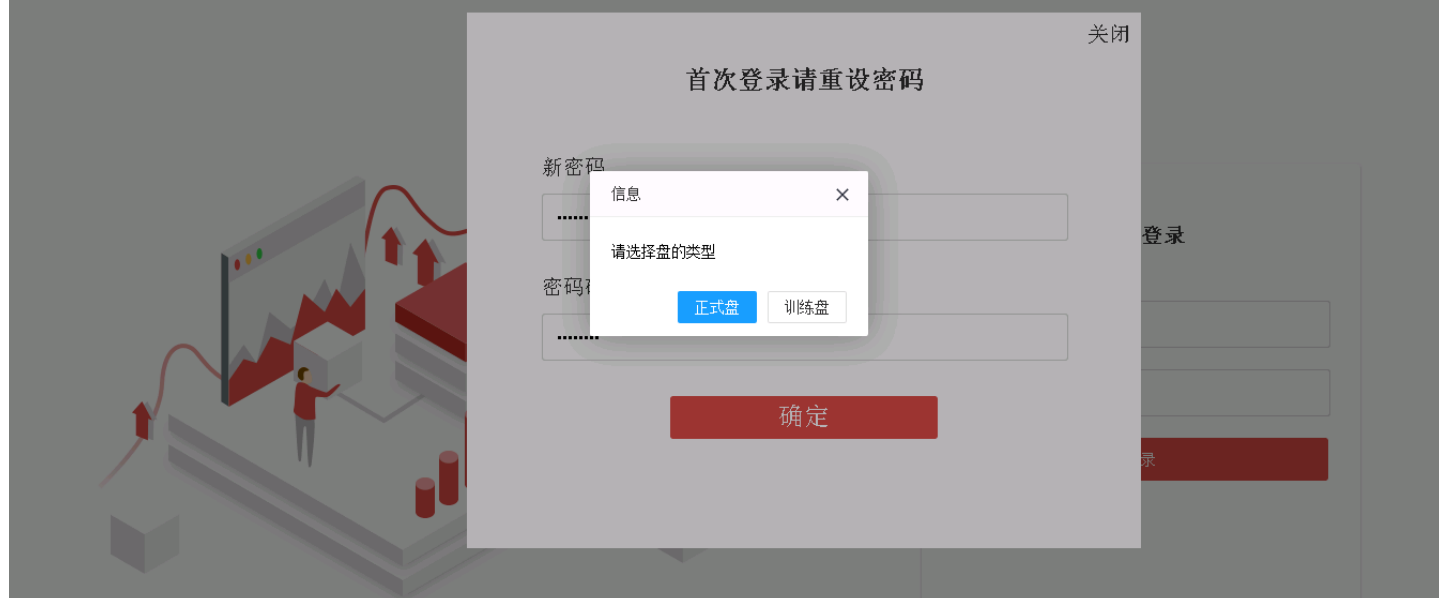 关闭
首次登录请重设密码
新密码
信息
请选择盘的类型
登录
密码
正式盘 训练盘
确定
录